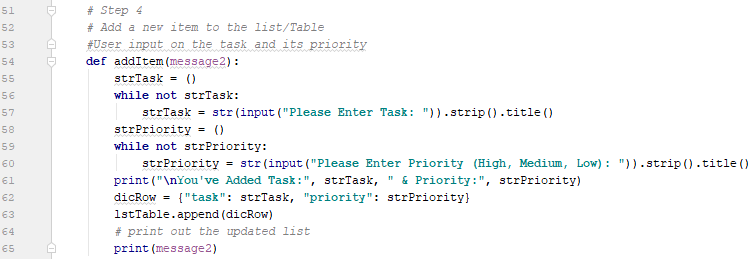 51 # Step 4
52 # Add a new item to the list/Table
53 #User input on the task and its priority
54 def addItem(message2):
55 strTask = ()
56 while not strTask:
57 strTask = str(input("Please Enter Task: ")).strip().title()
58 strPriority = ()
59 while not strPriority:
60 strPriority = str(input("Please Enter Priority (High, Medium, Low): ")).strip().title()
61 print("\nYou've Added Task:", strTask, " & Priority:", strPriority)
62 dicRow = {"task": strTask, "priority": strPriority}
63 lstTable.append(dicRow)
64 # print out the updated list
65 print(message2)